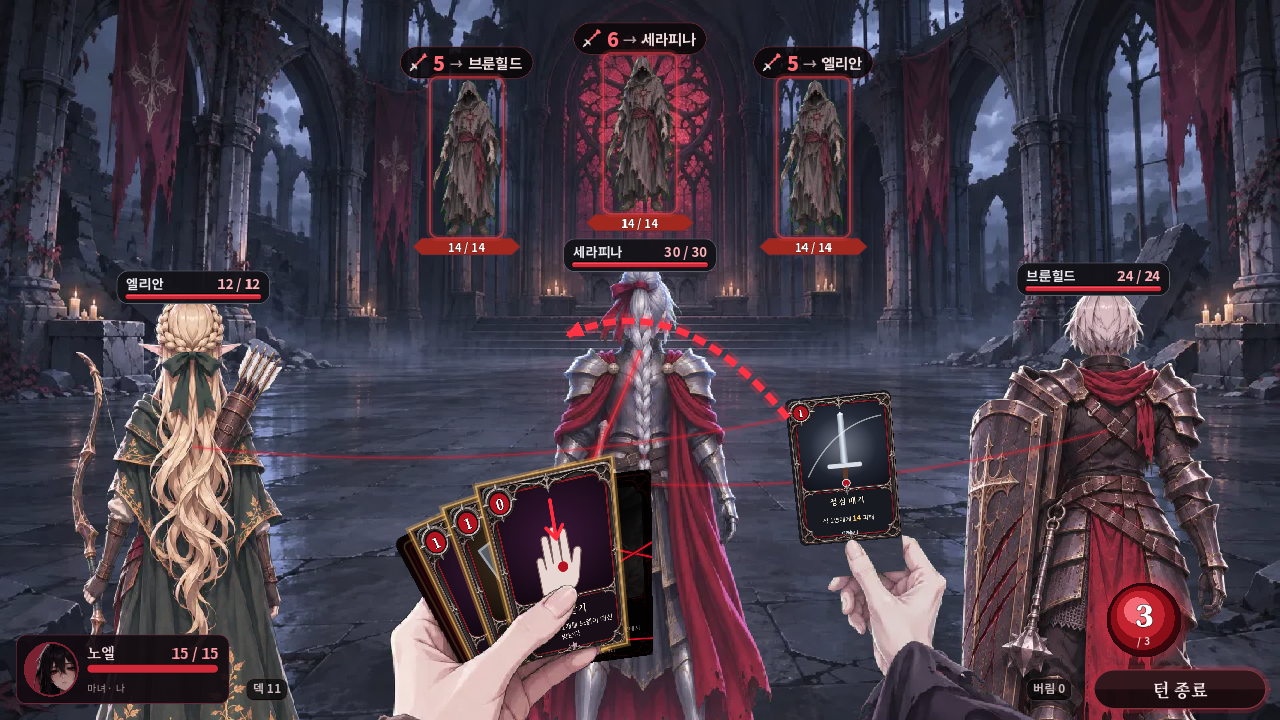 6 → 세라피나
5 → 브룬힐드
5 → 엘리안
14 / 14
14 / 14
14 / 14
세라피나 30 / 30
엘리안 12 / 12
브룬힐드 24 / 24
1
14 피해
1
1
0
노엘 15 / 15
마녀 · 나
덱 11
3
/ 3
버림 0
턴 종료